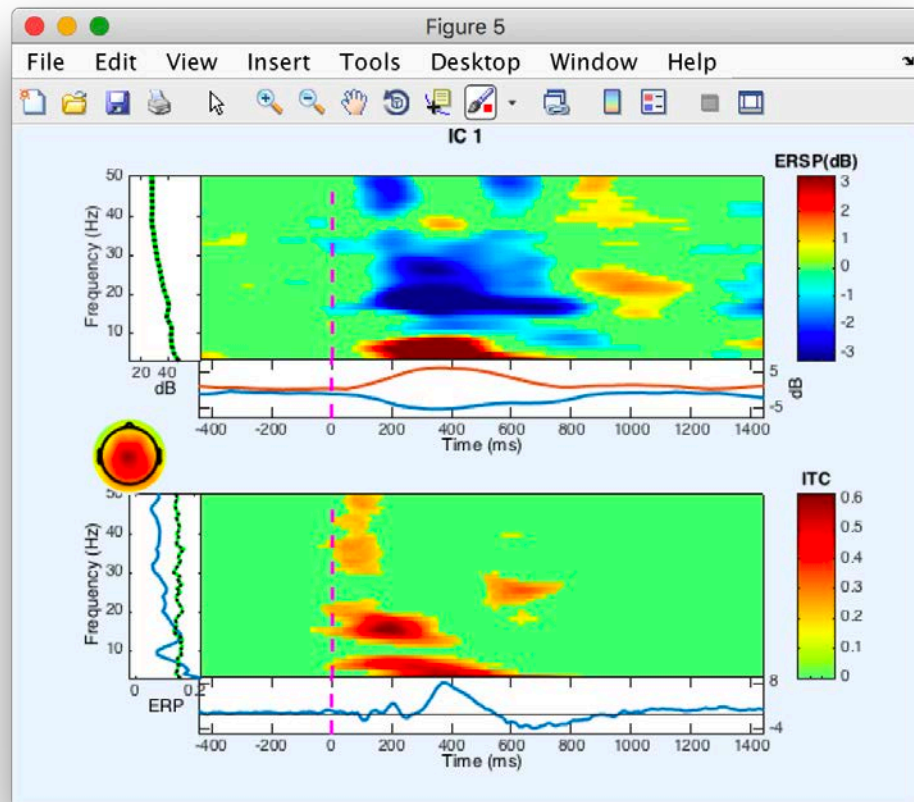 Figure 5
File Edit View Insert Tools Desktop Window Help
IC 1
ERSP(dB)
50
40
30
20
10
Frequency (Hz)
20 40
dB
3
2
1
0
-1
-2
-3
5
-5
dB
-400 -200 0 200 400 600 800 1000 1200 1400
Time (ms)
ITC
50
40
30
20
10
Frequency (Hz)
0 0.2
ERP
0.6
0.5
0.4
0.3
0.2
0.1
0
8
-4
-400 -200 0 200 400 600 800 1000 1200 1400
Time (ms)